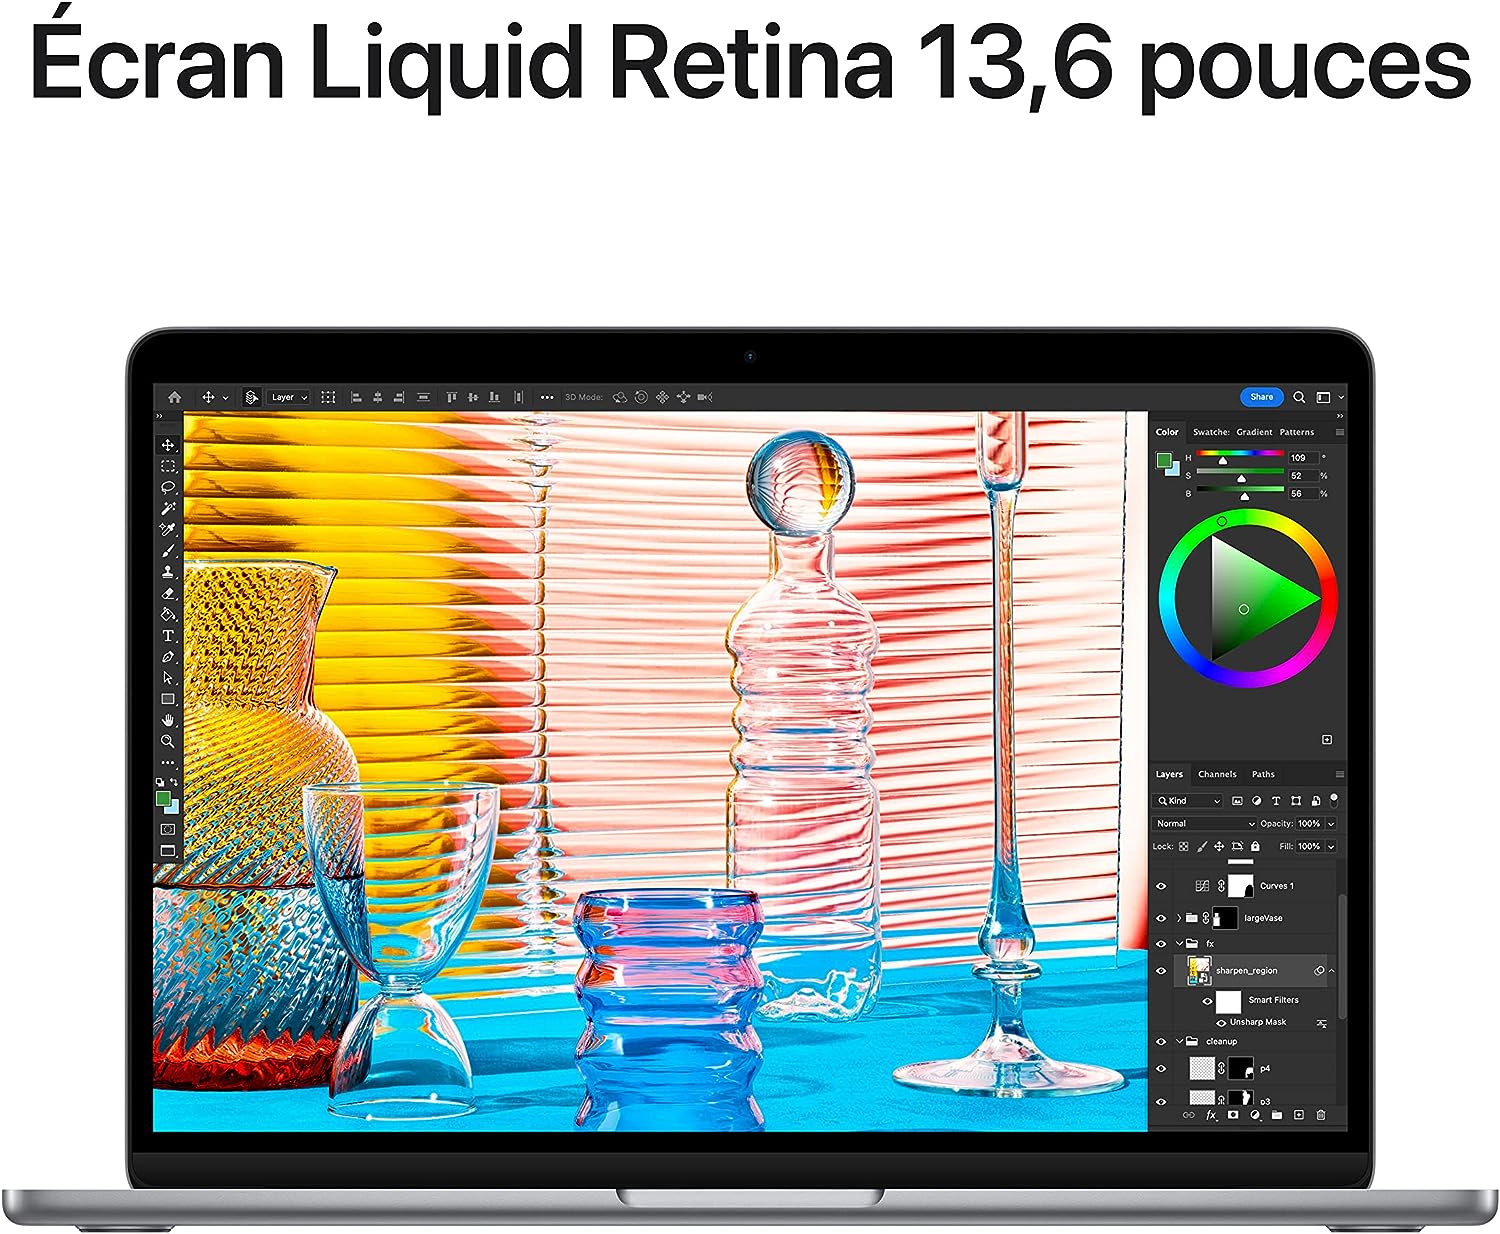 Écran Liquid Retina 13,6 pouces
Layer
3D Mode:
Share
Color Swatche: Gradient Patterns
H 109 °
S 52 %
B 56 %
T
Layers Channels Paths
Kind
Normal Opacity: 100%
Lock: Fill: 100%
Curves 1
largeVase
fx
sharpen_region
Smart Filters
Unsharp Mask
cleanup
p4
p3
fx